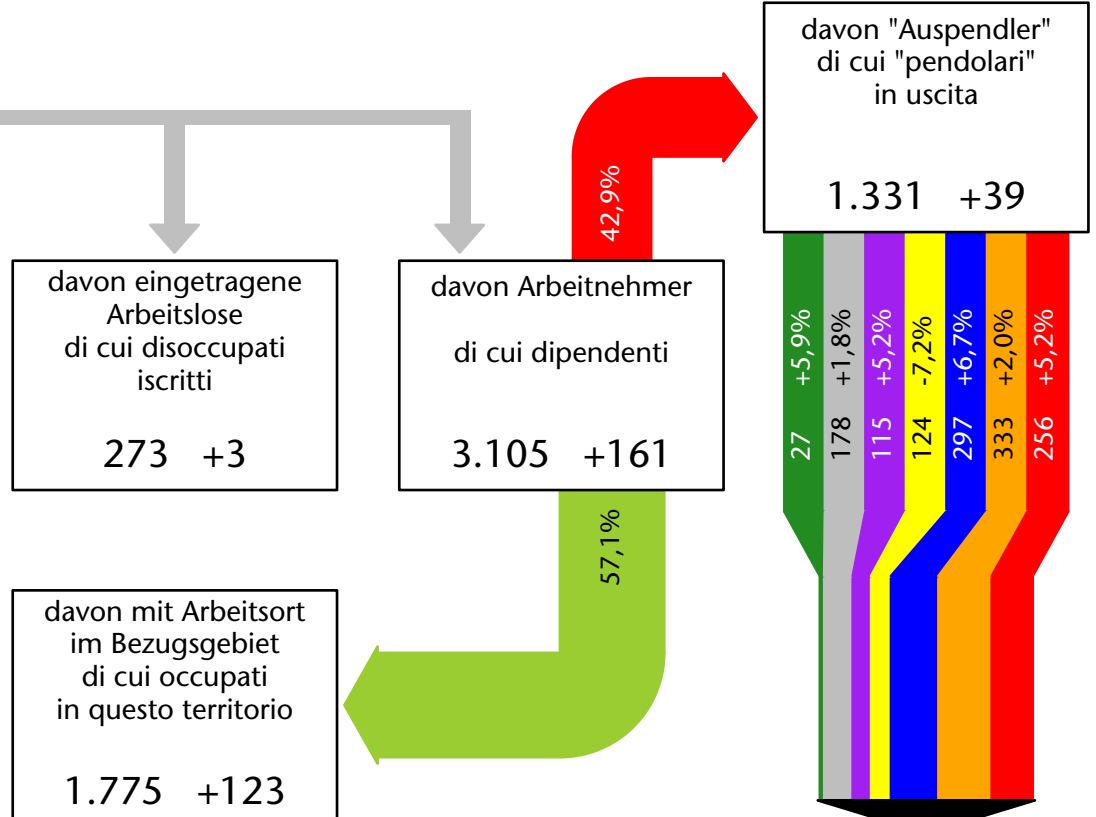 davon "Auspendler"
di cui "pendolari"
in uscita
1.331 +39
42,9%
davon eingetragene
Arbeitslose
di cui disoccupati
iscritti
273 +3
davon Arbeitnehmer
di cui dipendenti
3.105 +161
27 +5,9%
178 +1,8%
115 +5,2%
124 -7,2%
297 +6,7%
333 +2,0%
256 +5,2%
57,1%
davon mit Arbeitsort
im Bezugsgebiet
di cui occupati
in questo territorio
1.775 +123